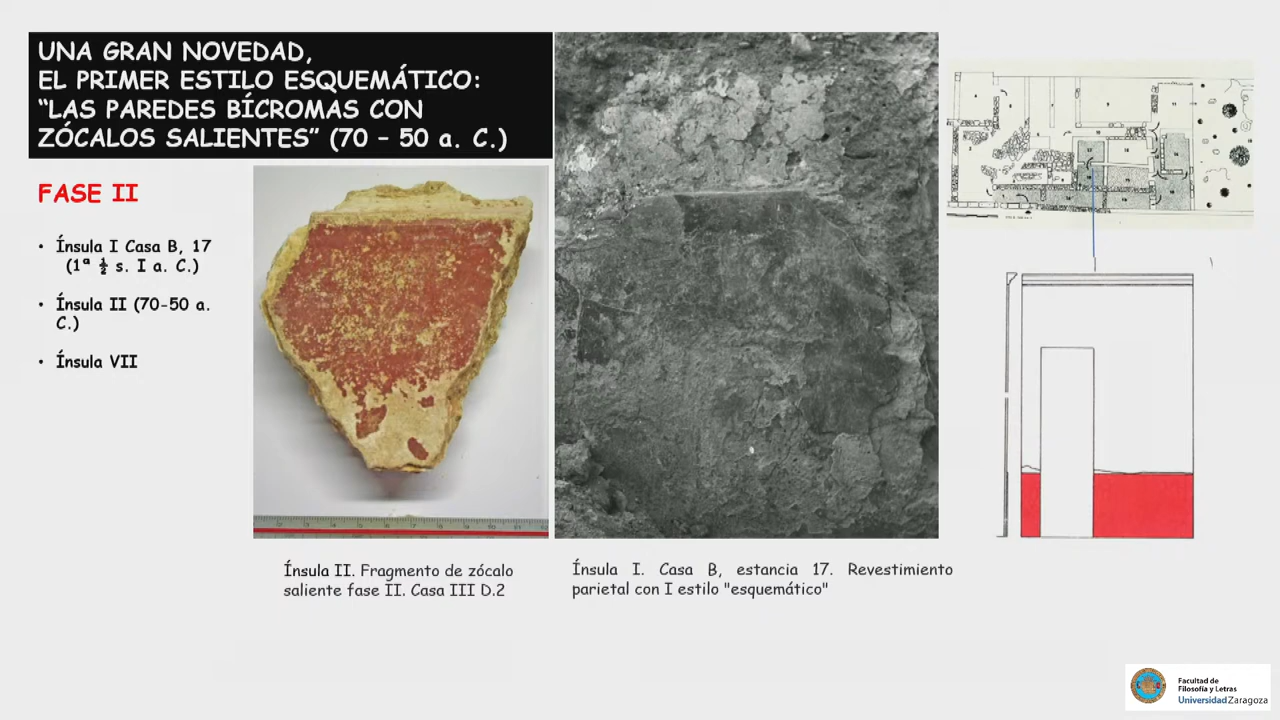 UNA GRAN NOVEDAD,
EL PRIMER ESTILO ESQUEMÁTICO:
“LAS PAREDES BÍCROMAS CON
ZÓCALOS SALIENTES” (70 – 50 a. C.)
FASE II
• Ínsula I Casa B, 17
(1ª ½ s. I a. C.)
• Ínsula II (70-50 a.
C.)
• Ínsula VII
Ínsula II. Fragmento de zócalo
saliente fase II. Casa III D.2
Ínsula I. Casa B, estancia 17. Revestimiento
parietal con I estilo "esquemático"
Facultad de
Filosofía y Letras
Universidad Zaragoza